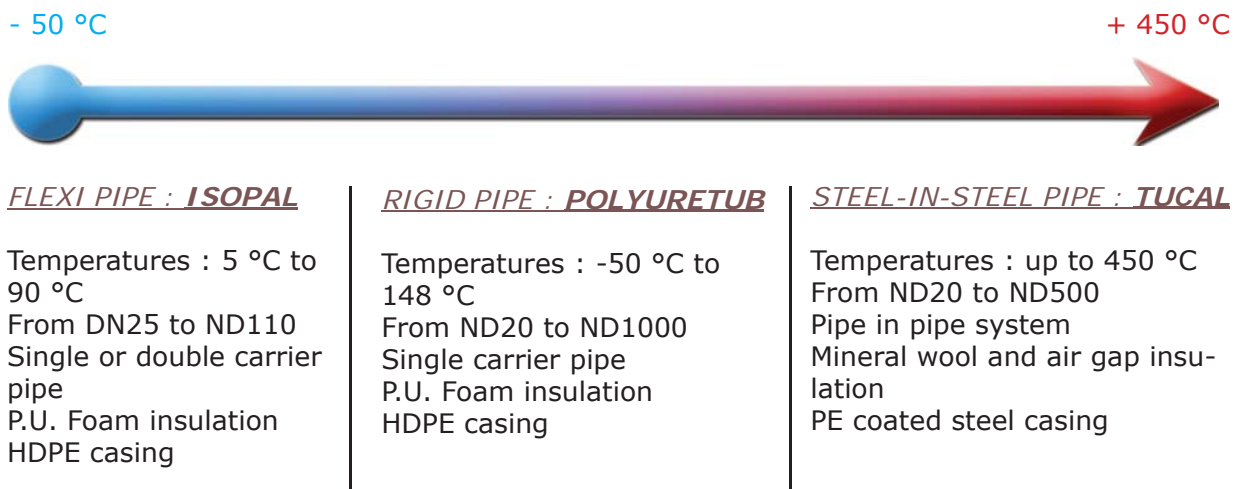 - 50 °C
+ 450 °C
FLEXI PIPE : ISOPAL
Temperatures : 5 °C to
90 °C
From DN25 to ND110
Single or double carrier
pipe
P.U. Foam insulation
HDPE casing
RIGID PIPE : POLYURETUB
Temperatures : -50 °C to
148 °C
From ND20 to ND1000
Single carrier pipe
P.U. Foam insulation
HDPE casing
STEEL-IN-STEEL PIPE : TUCAL
Temperatures : up to 450 °C
From ND20 to ND500
Pipe in pipe system
Mineral wool and air gap insu-
lation
PE coated steel casing